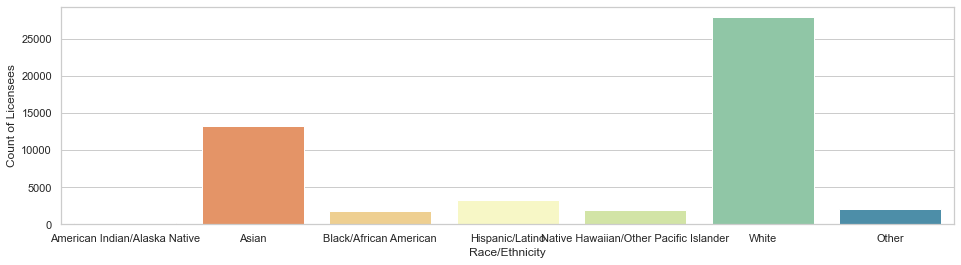 25000
20000
15000
10000
5000
0
Count of Licensees
American Indian/Alaska Native Asian Black/African American Hispanic/Latino Native Hawaiian/Other Pacific Islander White Other
Race/Ethnicity